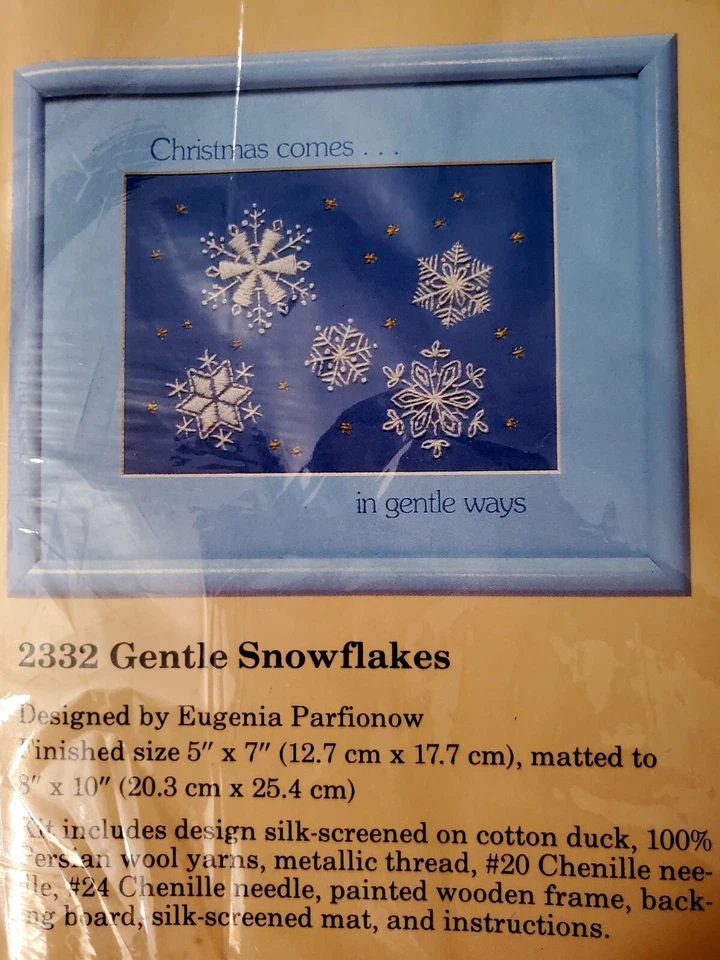 Christmas comes . . .
in gentle ways
2332 Gentle Snowflakes
Designed by Eugenia Parfionow
Finished size 5″ x 7″ (12.7 cm x 17.7 cm), matted to
8″ x 10″ (20.3 cm x 25.4 cm)
Kit includes design silk-screened on cotton duck, 100%
Persian wool yarns, metallic thread, #20 Chenille nee-
dle, #24 Chenille needle, painted wooden frame, back-
ing board, silk-screened mat, and instructions.